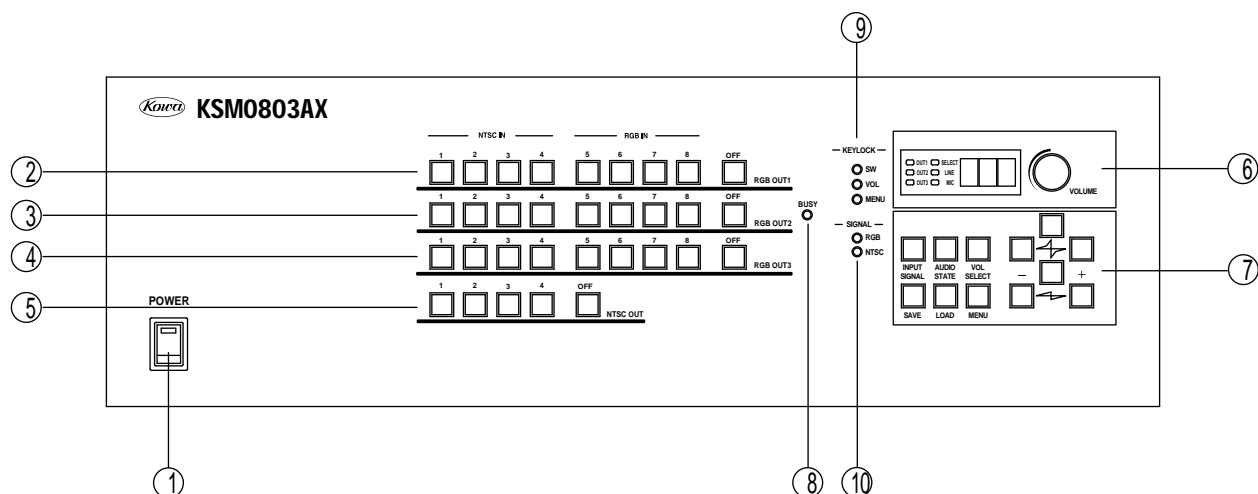 9
Kowa KSM0803AX
NTSC IN RGB IN
KEYLOCK
1 2 3 4 5 6 7 8 OFF
2
RGB OUT1
SW
VOL
MENU
OUT1 SELECT
OUT2 LINE
OUT3 MIC
VOLUME
6
1 2 3 4 5 6 7 8 OFF
3
RGB OUT2
BUSY
SIGNAL
RGB
NTSC
1 2 3 4 5 6 7 8 OFF
4
RGB OUT3
INPUT SIGNAL
AUDIO STATE
VOL SELECT
− +
7
SAVE LOAD MENU
1 2 3 4 OFF
5
NTSC OUT
POWER
1
8
10